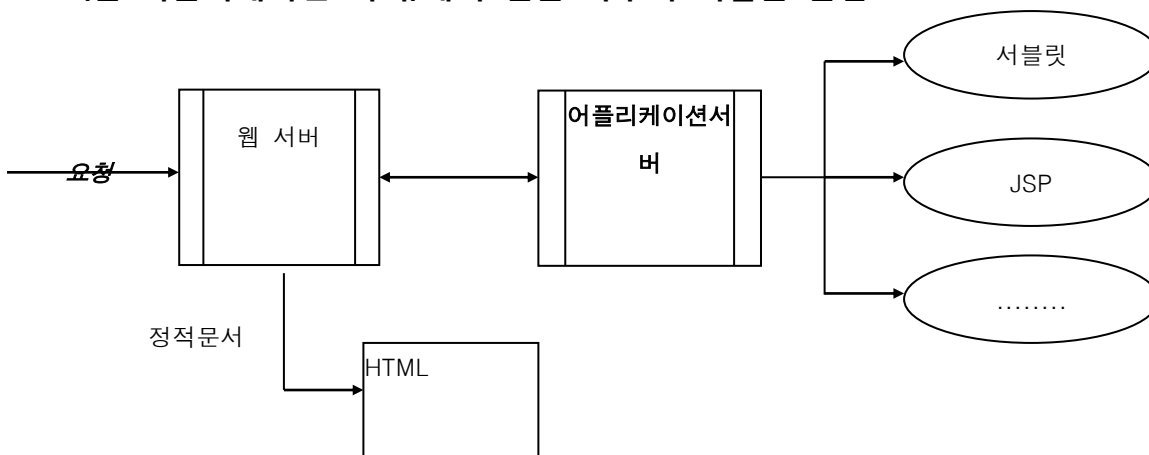 서블릿
어플리케이션서
버
웹 서버
요청
JSP
........
정적문서
HTML